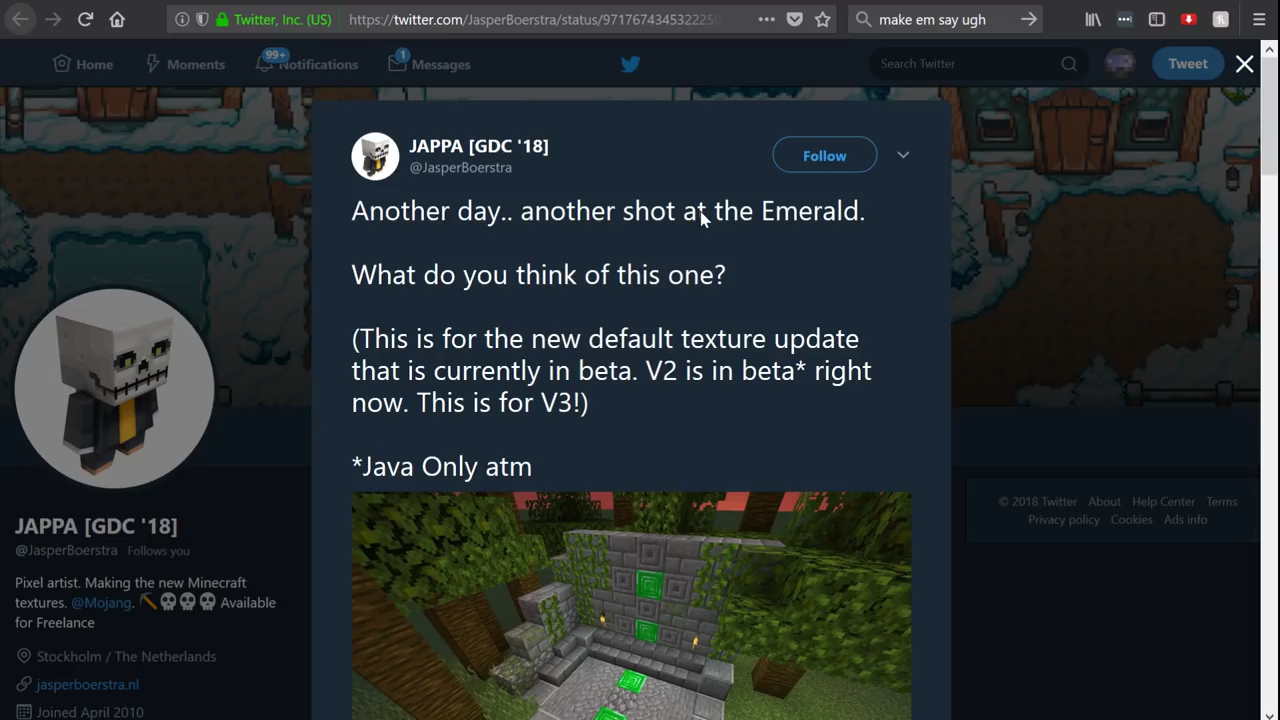 Twitter, Inc. (US)
https://twitter.com/JasperBoerstra/status/9717674345322250
make em say ugh
Home
Moments
99+
Notifications
1
Messages
Search Twitter
Tweet
JAPPA [GDC '18]
@JasperBoerstra
Follow
Another day.. another shot at the Emerald.
What do you think of this one?
(This is for the new default texture update
that is currently in beta. V2 is in beta* right
now. This is for V3!)
*Java Only atm
JAPPA [GDC '18]
@JasperBoerstra Follows you
Pixel artist. Making the new Minecraft
textures. @Mojang. Available
for Freelance
Stockholm / The Netherlands
jasperboerstra.nl
Joined April 2010
© 2018 Twitter About Help Center Terms
Privacy policy Cookies Ads info